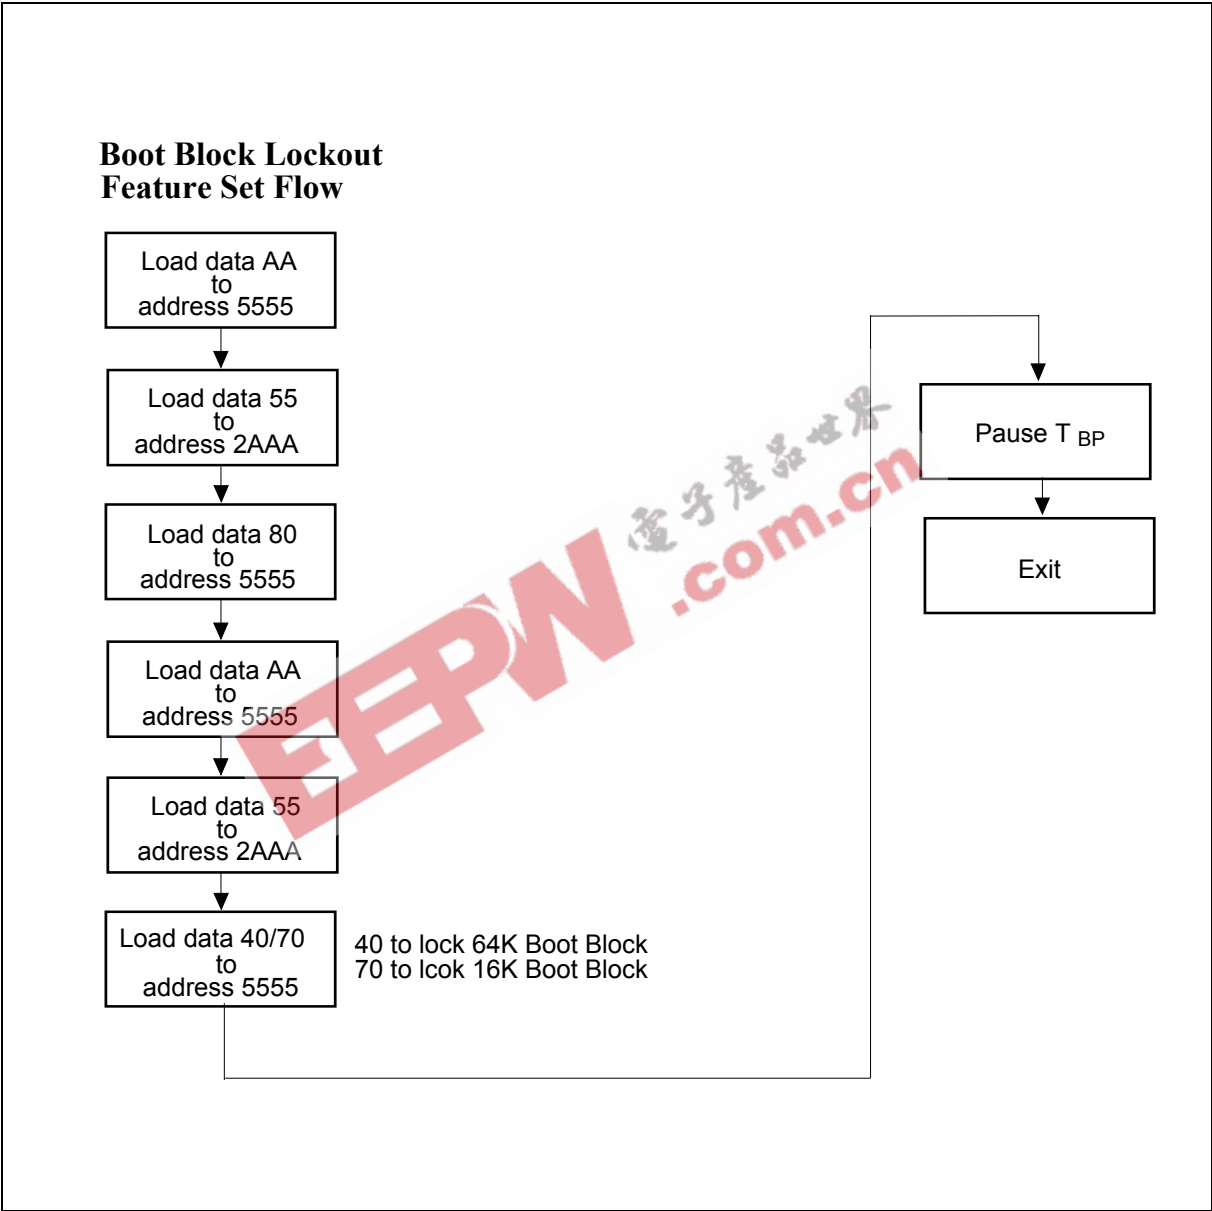 Boot Block Lockout
Feature Set Flow
Load data AA
to
address 5555
Load data 55
to
address 2AAA
Load data 80
to
address 5555
Load data AA
to
address 5555
Load data 55
to
address 2AAA
Load data 40/70
to
address 5555
40 to lock 64K Boot Block
70 to lcok 16K Boot Block
Pause T BP
Exit
EEPW
電子產品世界
.com.cn